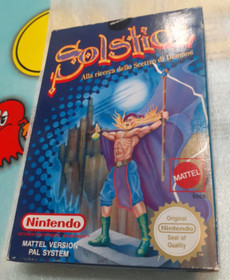 Solstice
Alla ricerca dello Scettro di Demnos
MATTEL
Nintendo
MATTEL VERSION
PAL SYSTEM
Original
Nintendo
Seal of
Quality